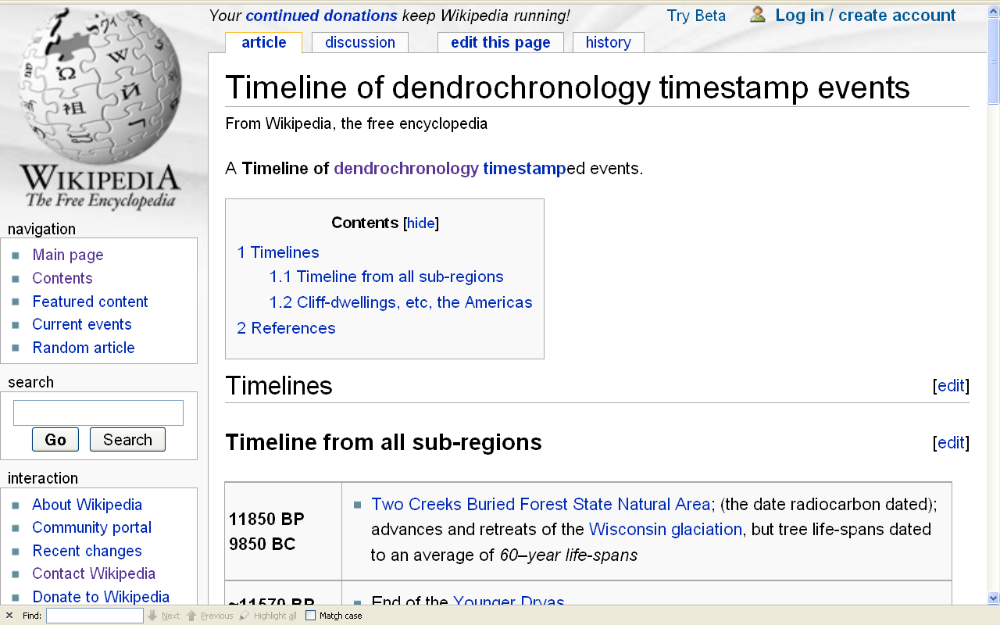 Your continued donations keep Wikipedia running!
Try Beta
Log in / create account
article
discussion
edit this page
history
WIKIPEDIA
The Free Encyclopedia
navigation
Main page
Contents
Featured content
Current events
Random article
search
Go
Search
interaction
About Wikipedia
Community portal
Recent changes
Contact Wikipedia
Donate to Wikipedia
Timeline of dendrochronology timestamp events
From Wikipedia, the free encyclopedia
A Timeline of dendrochronology timestamped events.
Contents [hide]
1 Timelines
1.1 Timeline from all sub-regions
1.2 Cliff-dwellings, etc, the Americas
2 References
Timelines
[edit]
Timeline from all sub-regions
[edit]
11850 BP
9850 BC
Two Creeks Buried Forest State Natural Area; (the date radiocarbon dated);
advances and retreats of the Wisconsin glaciation, but tree life-spans dated
to an average of 60–year life-spans
~11570 BP
End of the Younger Dryas
Find:
Next
Previous
Highlight all
Match case